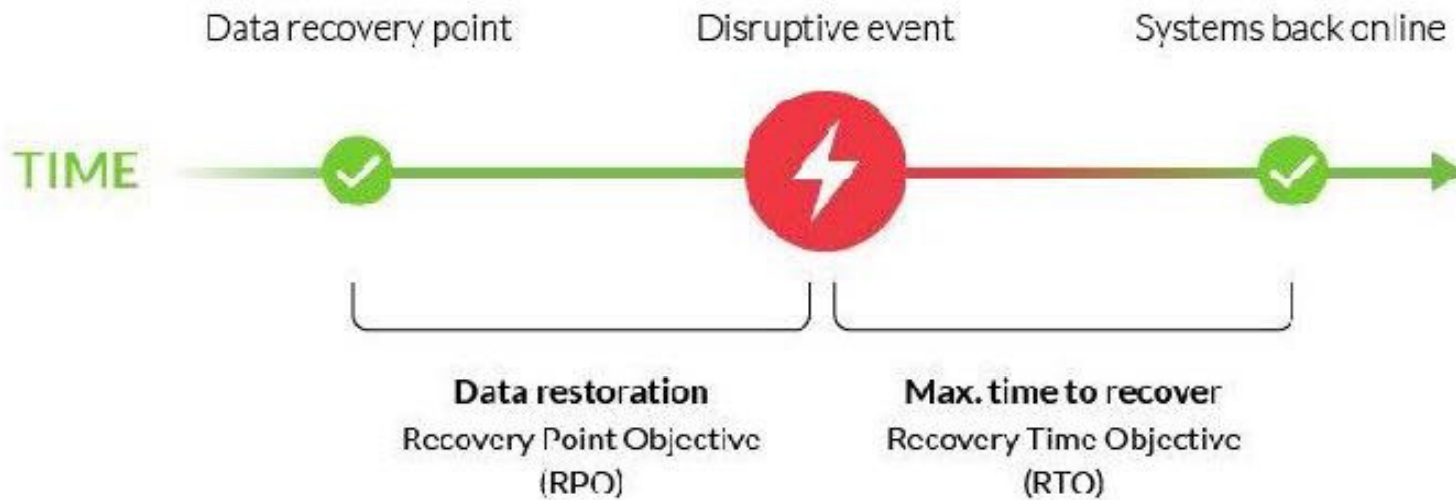 Data recovery point
Disruptive event
Systems back online
TIME
Data restoration
Recovery Point Objective
(RPO)
Max. time to recover
Recovery Time Objective
(RTO)